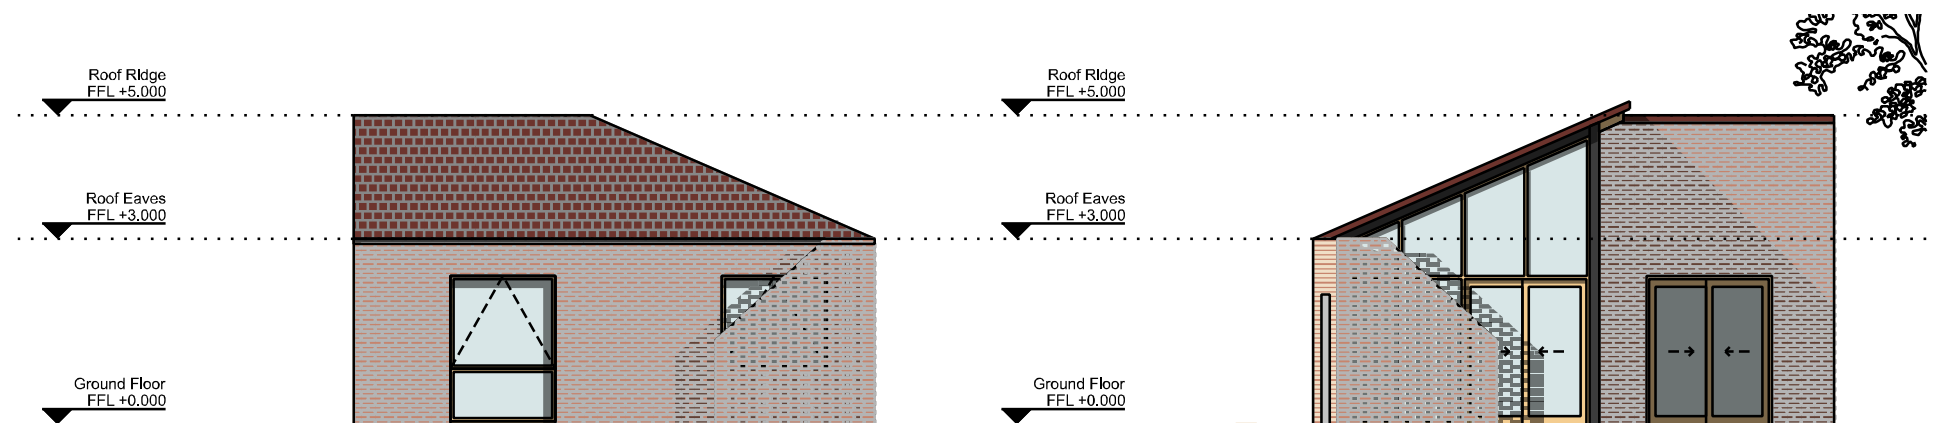 Roof Ridge
FFL +5.000
Roof Eaves
FFL +3.000
Ground Floor
FFL +0.000
Roof Ridge
FFL +5.000
Roof Eaves
FFL +3.000
Ground Floor
FFL +0.000